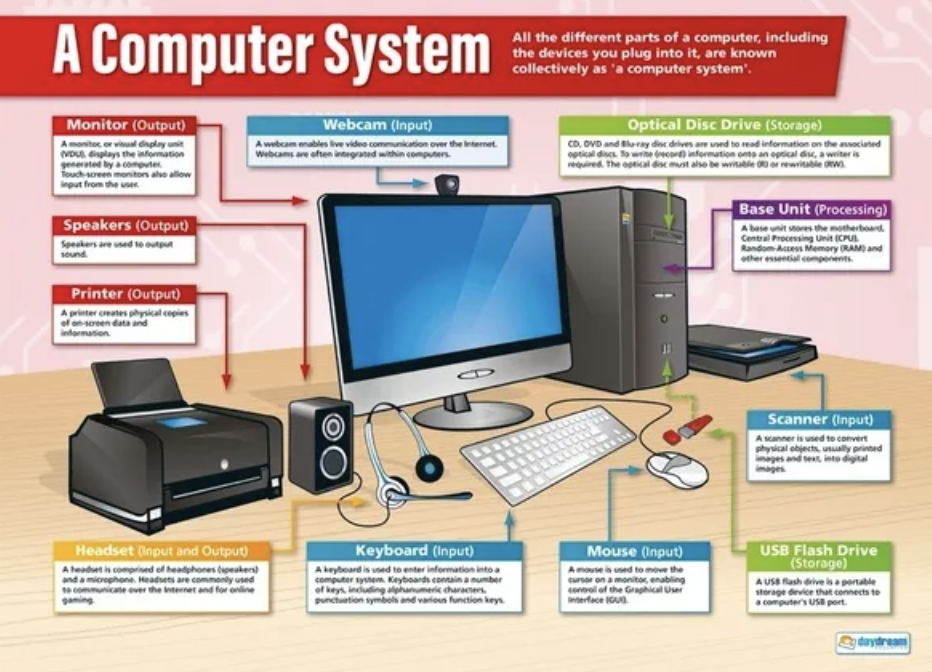 A Computer System
All the different parts of a computer, including
the devices you plug into it, are known
collectively as 'a computer system'.
Monitor (Output)
A monitor, or visual display unit
(VDU), displays the information
generated by a computer.
Touch-screen monitors also allow
input from the user.
Webcam (Input)
A webcam enables live video communication over the Internet.
Webcams are often integrated within computers.
Optical Disc Drive (Storage)
CD, DVD and Blu-ray disc drives are used to read information on the associated
optical discs. To write (record) information onto an optical disc, a writer is
required. The optical disc must also be writable (R) or rewritable (RW).
Speakers (Output)
Speakers are used to output
sound.
Base Unit (Processing)
A base unit stores the motherboard,
Central Processing Unit (CPU),
Random-Access Memory (RAM) and
other essential components.
Printer (Output)
A printer creates physical copies
of on-screen data and
information.
Scanner (Input)
A scanner is used to convert
physical objects, usually printed
images and text, into digital
images.
Headset (Input and Output)
A headset is comprised of headphones (speakers)
and a microphone. Headsets are commonly used
to communicate over the Internet and for online
gaming.
Keyboard (Input)
A keyboard is used to enter information into a
computer system. Keyboards contain a number
of keys, including alphanumeric characters,
punctuation symbols and various function keys.
Mouse (Input)
A mouse is used to move the
cursor on a monitor, enabling
control of the Graphical User
Interface (GUI).
USB Flash Drive
(Storage)
A USB flash drive is a portable
storage device that connects to
a computer's USB port.
daydream